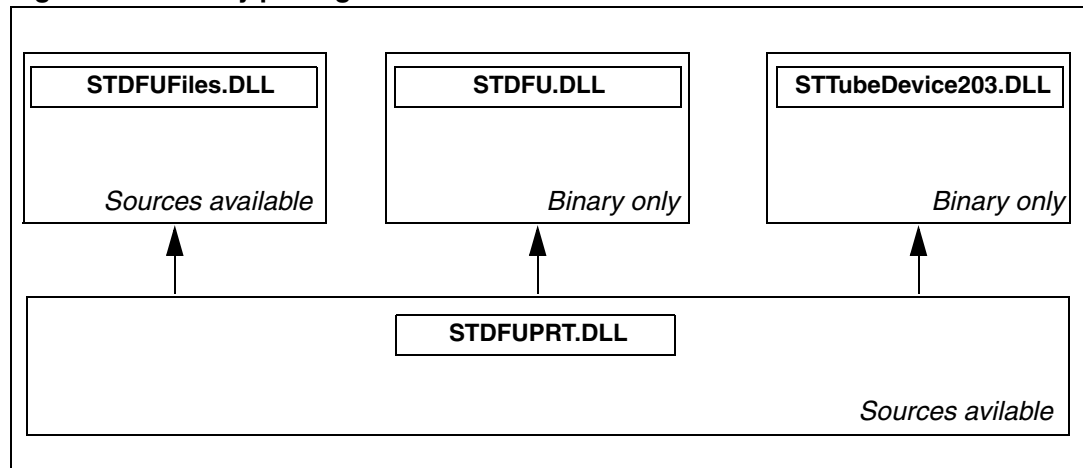 STDFUFiles.DLL
Sources available
STDFU.DLL
Binary only
STTubeDevice203.DLL
Binary only
STDFUPRT.DLL
Sources avilable